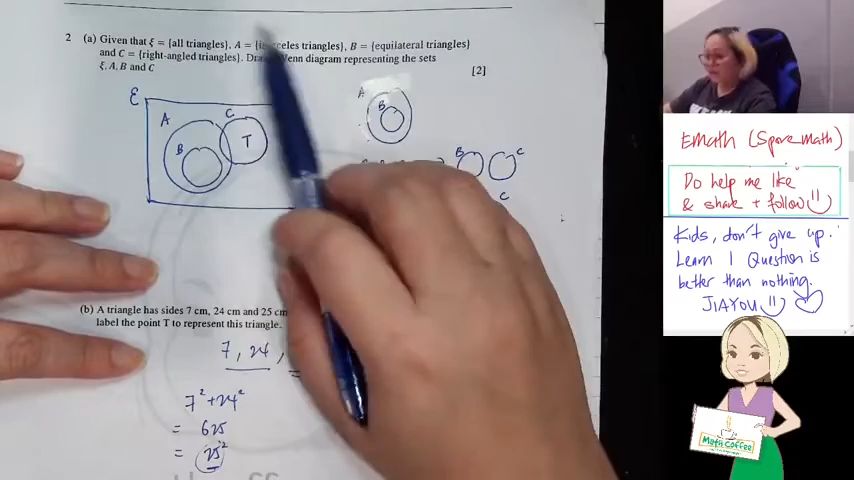 2 (a) Given that ξ = {all triangles}, A = {isosceles triangles}, B = {equilateral triangles}
and C = {right-angled triangles}. Draw Venn diagram representing the sets
ξ, A, B and C
[2]
ξ
A
B
C
T
A
B
B
C
C
(b) A triangle has sides 7 cm, 24 cm and 25 cm
label the point T to represent this triangle.
7, 24,
7² + 24²
= 625
= 25²
EMath (Spore math)
Do help me like
& share + follow
Kids, don't give up.
Learn 1 Question is
better than nothing.
JIAYOU
Math Coffee